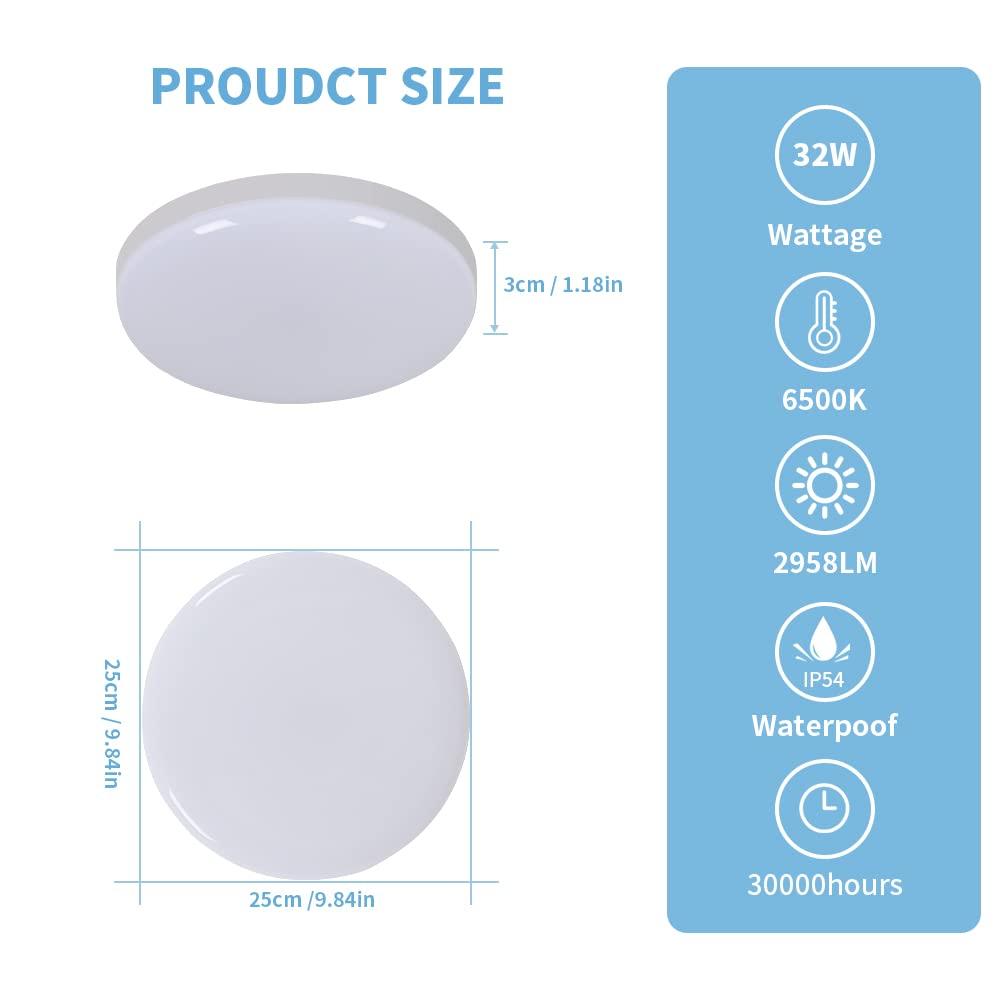 PROUDCT SIZE
3cm / 1.18in
25cm / 9.84in
25cm /9.84in
32W
Wattage
6500K
2958LM
IP54
Waterpoof
30000hours